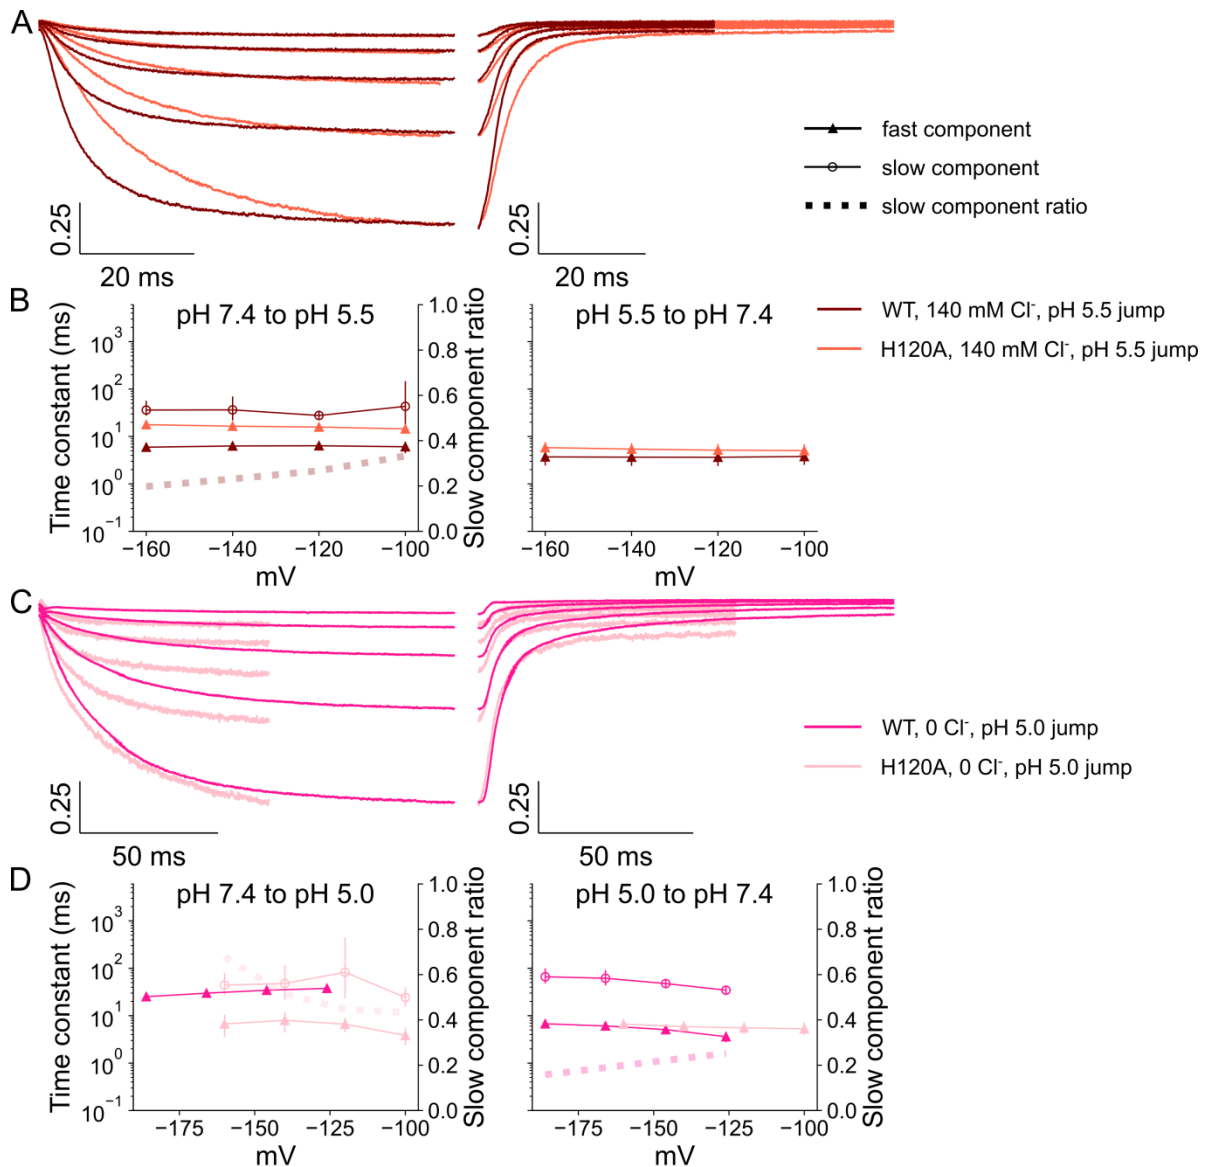 A
fast component
slow component
slow component ratio
0.25
20 ms
0.25
20 ms
B
pH 7.4 to pH 5.5
pH 5.5 to pH 7.4
WT, 140 mM Cl⁻, pH 5.5 jump
H120A, 140 mM Cl⁻, pH 5.5 jump
Time constant (ms)
10³
10²
10¹
10⁰
10⁻¹
1.0
0.8
0.6
0.4
0.2
0.0
Slow component ratio
−160 −140 −120 −100
mV
−160 −140 −120 −100
mV
C
WT, 0 Cl⁻, pH 5.0 jump
H120A, 0 Cl⁻, pH 5.0 jump
0.25
50 ms
0.25
50 ms
D
pH 7.4 to pH 5.0
pH 5.0 to pH 7.4
Time constant (ms)
10³
10²
10¹
10⁰
10⁻¹
1.0
0.8
0.6
0.4
0.2
0.0
Slow component ratio
1.0
0.8
0.6
0.4
0.2
0.0
Slow component ratio
−175 −150 −125 −100
mV
−175 −150 −125 −100
mV